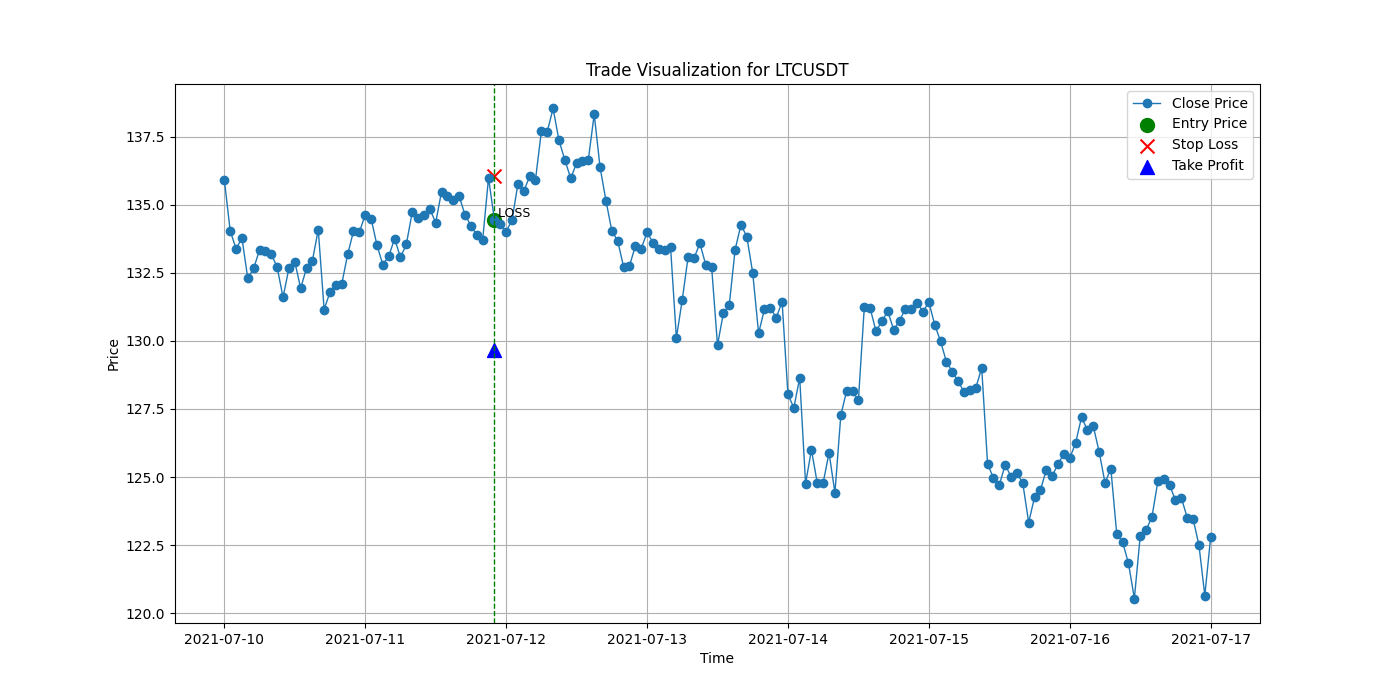 Trade Visualization for LTCUSDT
Close Price
Entry Price
Stop Loss
Take Profit
LOSS
Price
137.5
135.0
132.5
130.0
127.5
125.0
122.5
120.0
2021-07-10 2021-07-11 2021-07-12 2021-07-13 2021-07-14 2021-07-15 2021-07-16 2021-07-17
Time